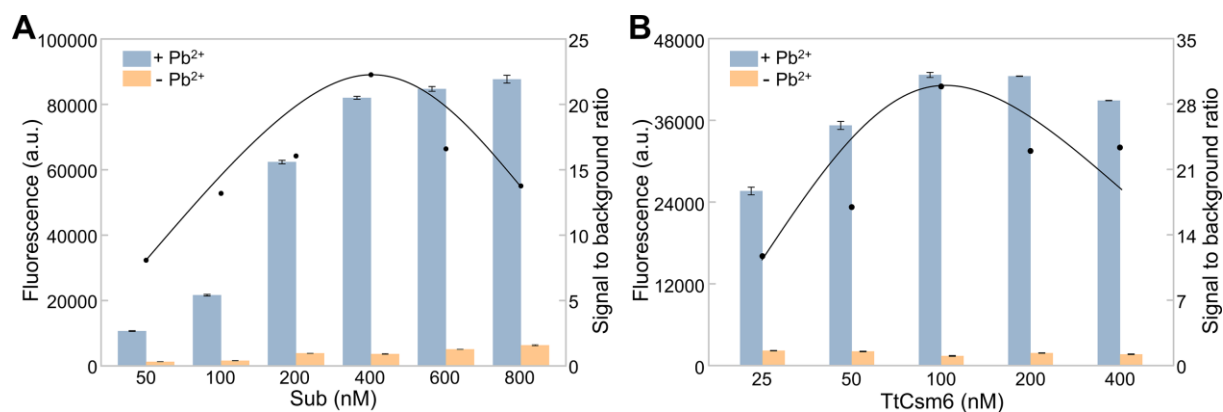 A
100000
80000
60000
40000
20000
0
Fluorescence (a.u.)
+ Pb²⁺
- Pb²⁺
25
20
15
10
5
0
Signal to background ratio
50 100 200 400 600 800
Sub (nM)
B
48000
36000
24000
12000
0
Fluorescence (a.u.)
+ Pb²⁺
- Pb²⁺
35
30
28
21
14
7
0
Signal to background ratio
25 50 100 200 400
TtCsm6 (nM)